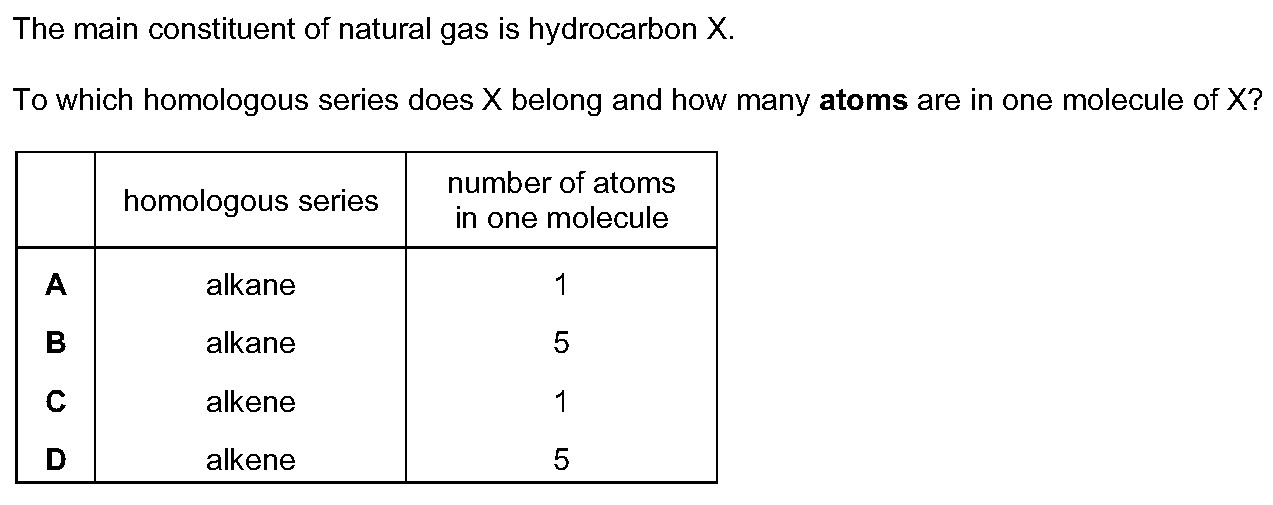 The main constituent of natural gas is hydrocarbon X.
To which homologous series does X belong and how many atoms are in one molecule of X?
homologous series
number of atoms
in one molecule
A alkane 1
B alkane 5
C alkene 1
D alkene 5